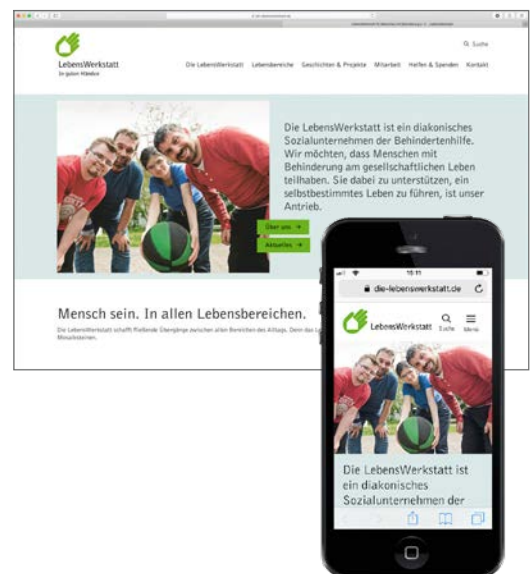 Suche
LebensWerkstatt
In guten Händen
Die LebensWerkstatt Lebensbereiche Geschichten & Projekte Mitarbeit Helfen & Spenden Kontakt
Die LebensWerkstatt ist ein diakonisches
Sozialunternehmen der Behindertenhilfe.
Wir möchten, dass Menschen mit
Behinderung am gesellschaftlichen Leben
teilhaben. Sie dabei zu unterstützen, ein
selbstbestimmtes Leben zu führen, ist unser
Antrieb.
Über uns →
Aktuelles →
Mensch sein. In allen Lebensbereichen.
Die LebensWerkstatt schafft fließende Übergänge zwischen allen Bereichen des Alltags. Denn das
Mosaiksteinen.
15:11
die-lebenswerkstatt.de
LebensWerkstatt
Suche
Menü
Die LebensWerkstatt ist
ein diakonisches
Sozialunternehmen der